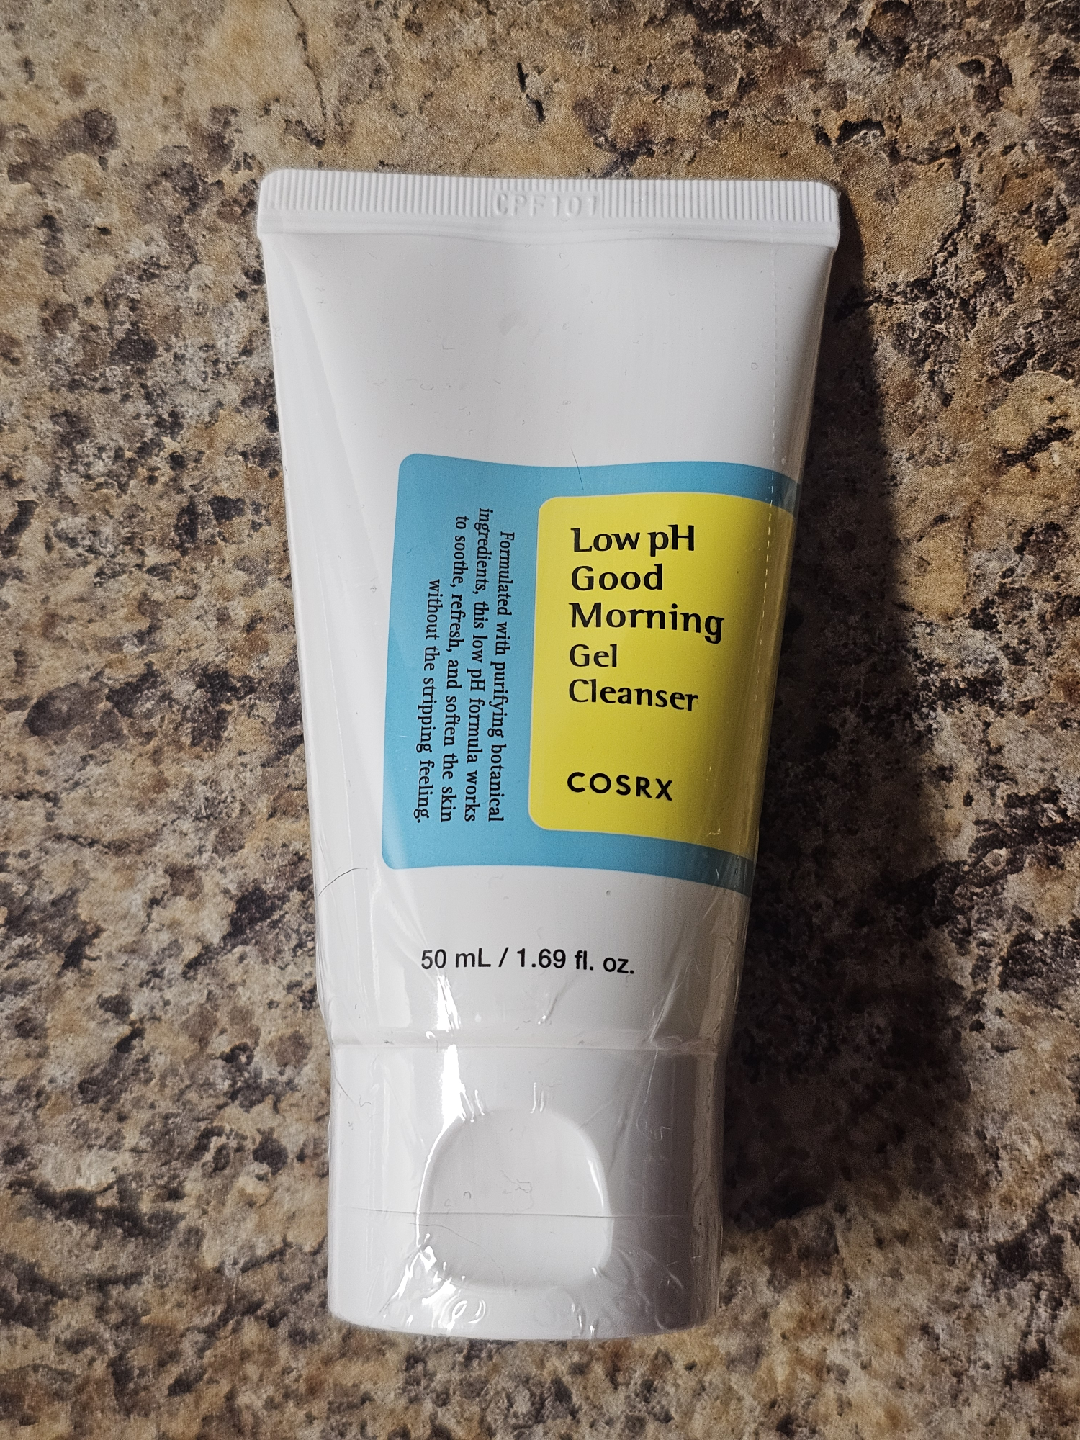 CPF101
Low pH
Good
Morning
Gel
Cleanser
COSRX
Formulated with purifying botanical
ingredients, this low pH formula works
to soothe, refresh, and soften the skin
without the stripping feeling.
50 mL / 1.69 fl. oz.